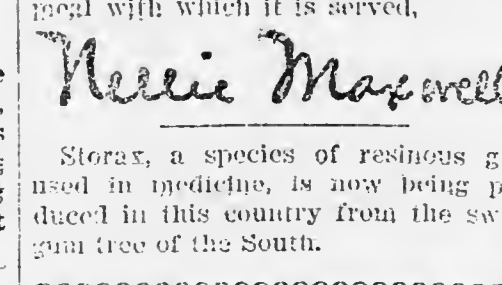 meal with which it is served,
Nellie Maxwell
Storax, a species of resinous g
used in medicine, is now being p
duced in this country from the sw
gum tree of the South.